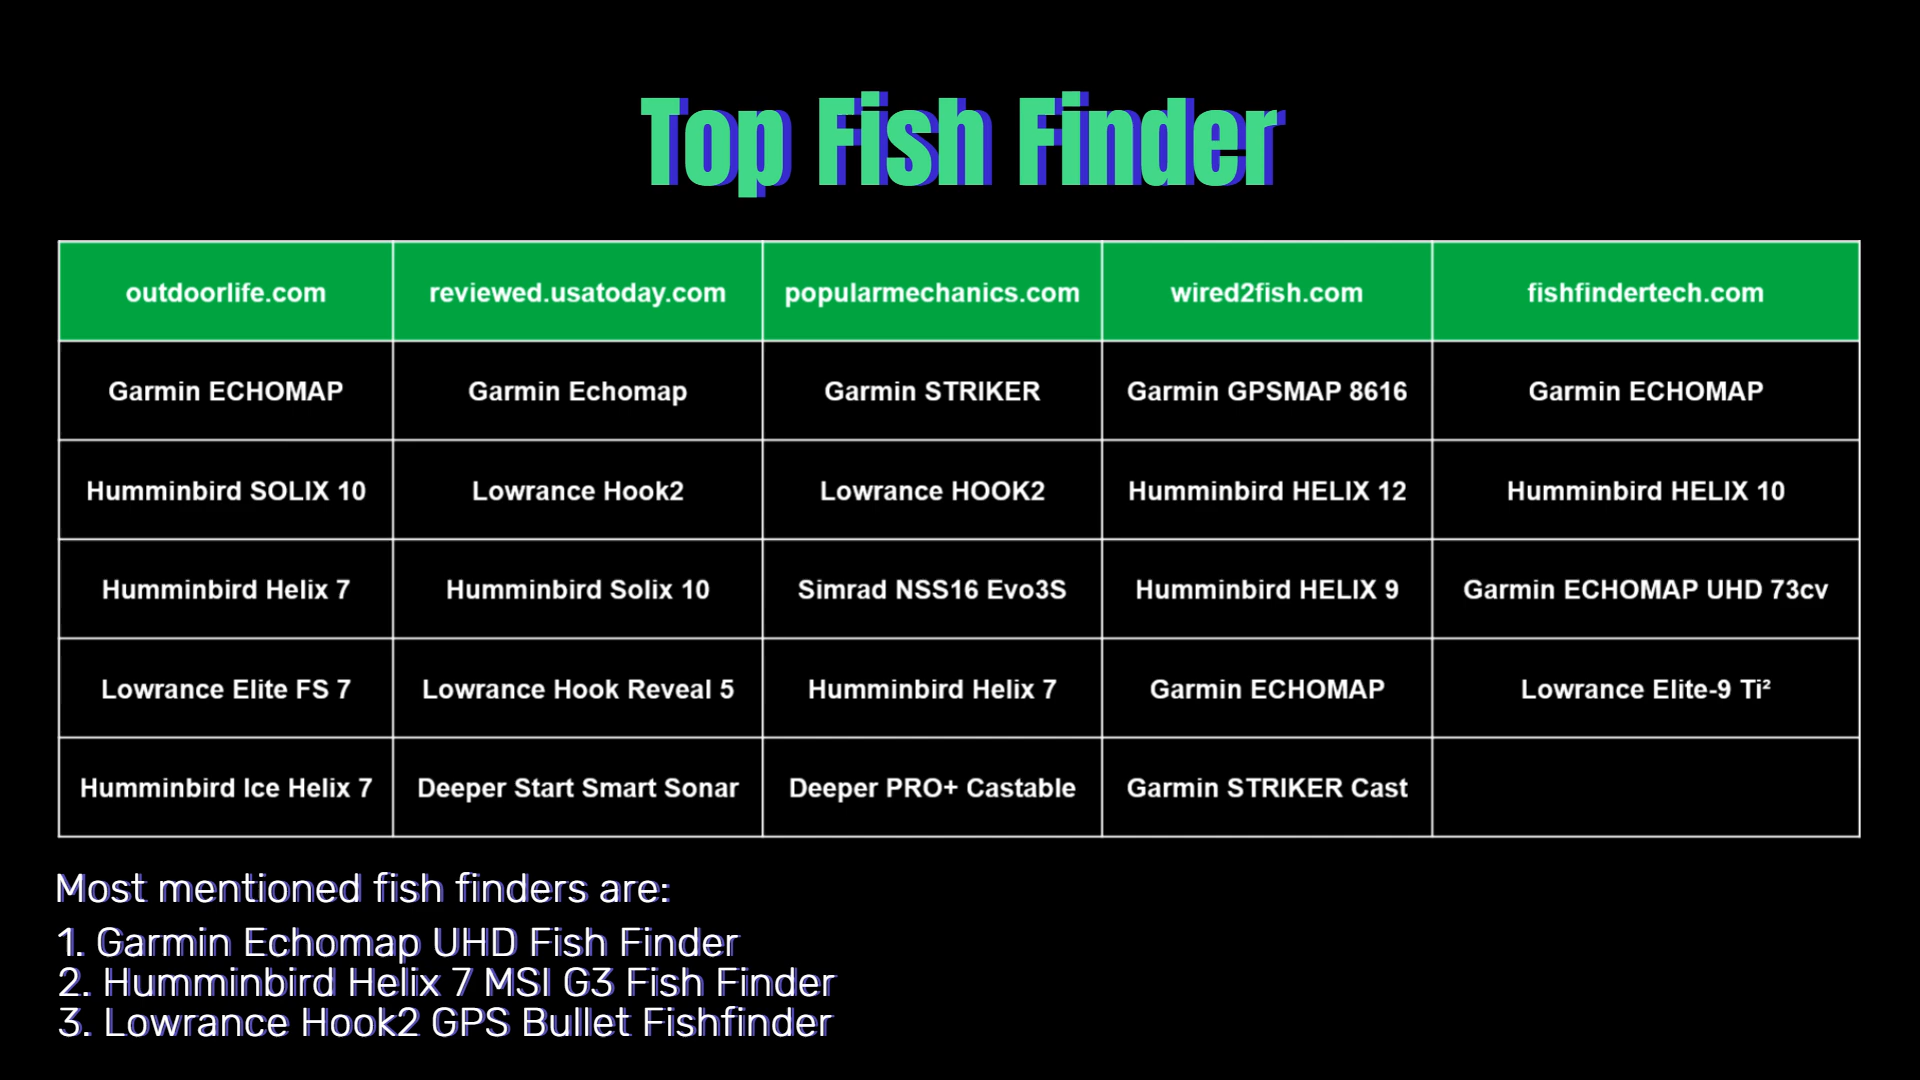 Top Fish Finder
outdoorlife.com reviewed.usatoday.com popularmechanics.com wired2fish.com fishfindertech.com
Garmin ECHOMAP Garmin Echomap Garmin STRIKER Garmin GPSMAP 8616 Garmin ECHOMAP
Humminbird SOLIX 10 Lowrance Hook2 Lowrance HOOK2 Humminbird HELIX 12 Humminbird HELIX 10
Humminbird Helix 7 Humminbird Solix 10 Simrad NSS16 Evo3S Humminbird HELIX 9 Garmin ECHOMAP UHD 73cv
Lowrance Elite FS 7 Lowrance Hook Reveal 5 Humminbird Helix 7 Garmin ECHOMAP Lowrance Elite-9 Ti²
Humminbird Ice Helix 7 Deeper Start Smart Sonar Deeper PRO+ Castable Garmin STRIKER Cast
Most mentioned fish finders are:
1. Garmin Echomap UHD Fish Finder
2. Humminbird Helix 7 MSI G3 Fish Finder
3. Lowrance Hook2 GPS Bullet Fishfinder